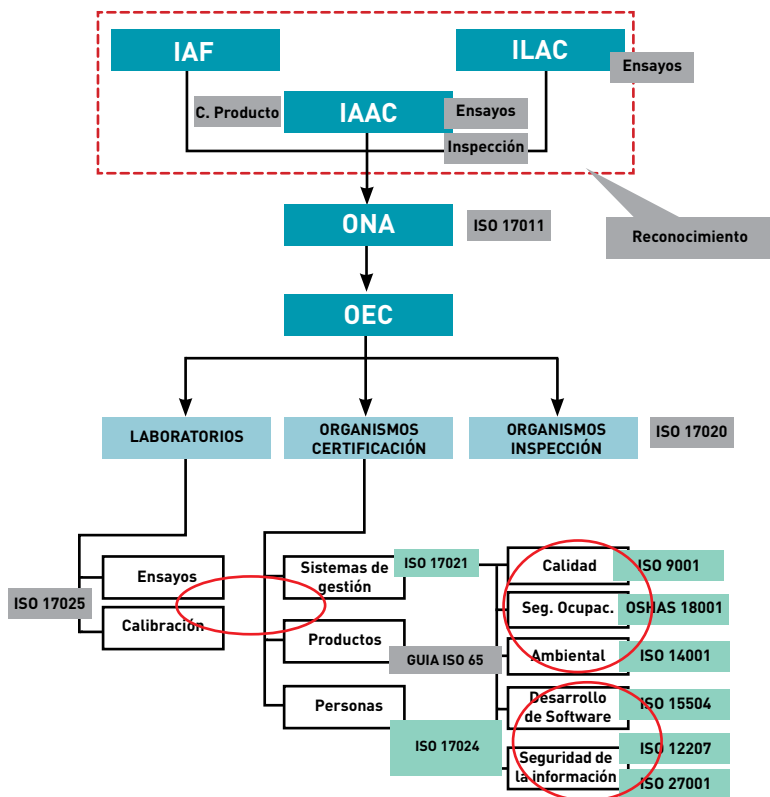 IAF
ILAC
Ensayos
C. Producto
IAAC
Ensayos
Inspección
ONA
ISO 17011
Reconocimiento
OEC
LABORATORIOS
ORGANISMOS
CERTIFICACIÓN
ORGANISMOS
INSPECCIÓN
ISO 17020
Ensayos
Calibración
ISO 17025
Sistemas de
gestión
ISO 17021
Productos
GUIA ISO 65
Personas
ISO 17024
Calidad
ISO 9001
Seg. Ocupac.
OSHAS 18001
Ambiental
ISO 14001
Desarrollo
de Software
ISO 15504
ISO 12207
Seguridad de
la información
ISO 27001